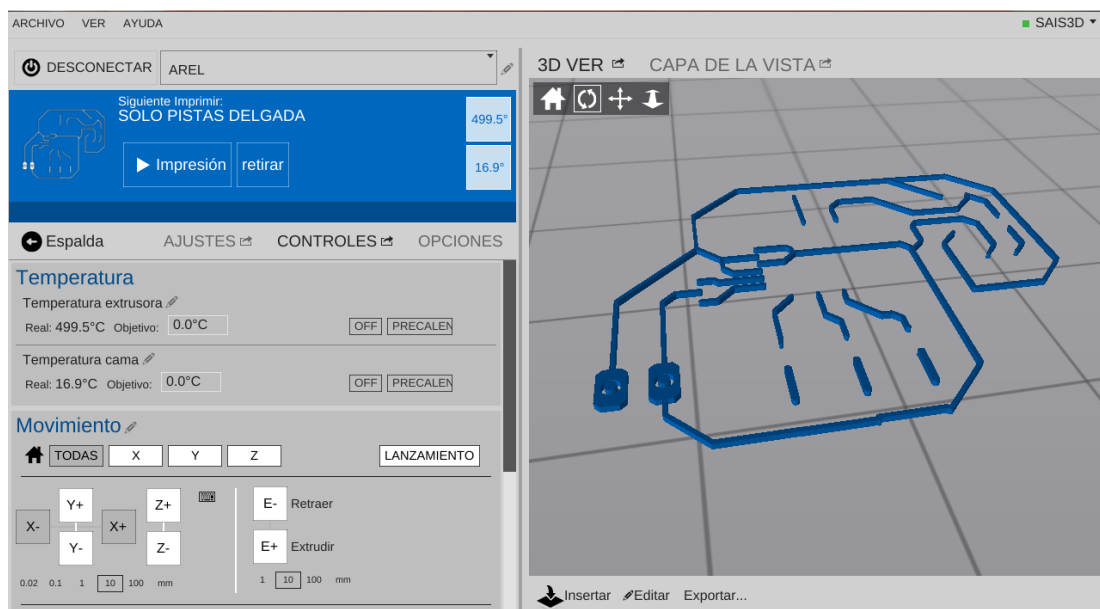 ARCHIVO VER AYUDA SAIS3D
DESCONECTAR AREL
3D VER CAPA DE LA VISTA
Siguiente Imprimir:
SOLO PISTAS DELGADA
499.5°
Impresión retirar
16.9°
Espalda AJUSTES CONTROLES OPCIONES
Temperatura
Temperatura extrusora
Real: 499.5°C Objetivo: 0.0°C OFF PRECALEN
Temperatura cama
Real: 16.9°C Objetivo: 0.0°C OFF PRECALEN
Movimiento
TODAS X Y Z LANZAMIENTO
Y+ Z+ E- Retraer
X- X+
Y- Z- E+ Extrudir
0.02 0.1 1 10 100 mm 1 10 100 mm
Insertar Editar Exportar...